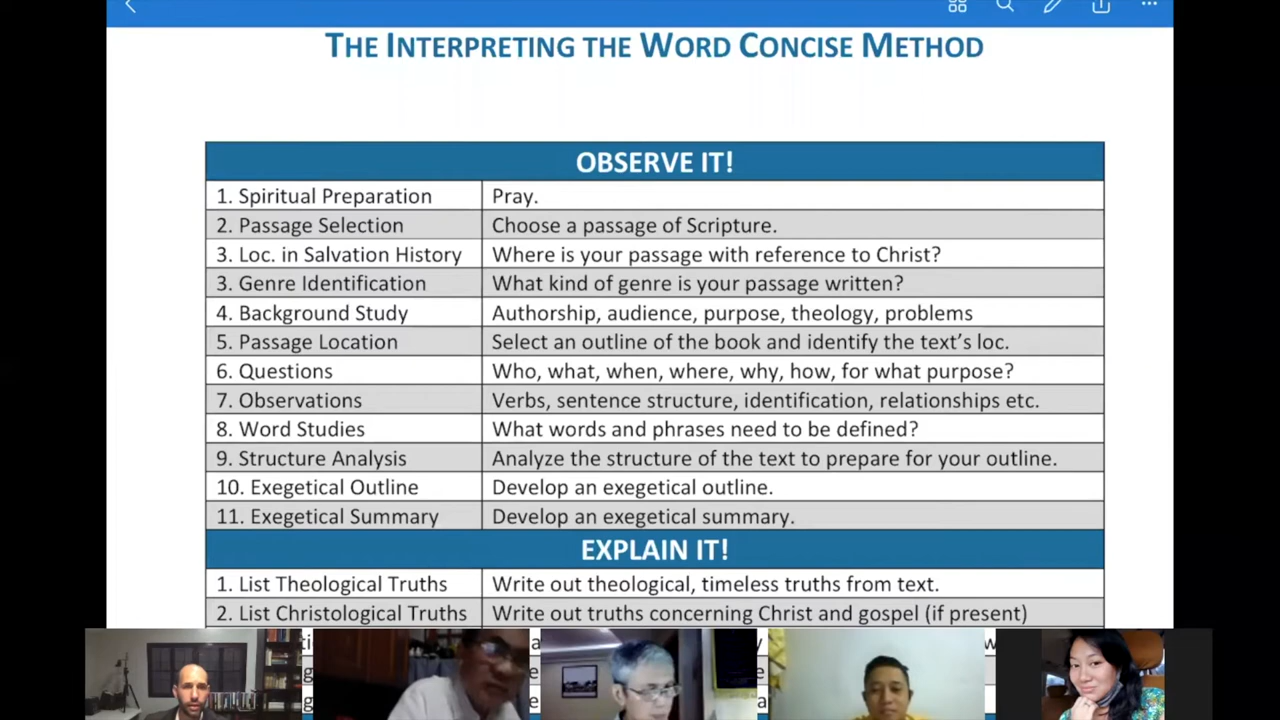 THE INTERPRETING THE WORD CONCISE METHOD
OBSERVE IT!
1. Spiritual Preparation Pray.
2. Passage Selection Choose a passage of Scripture.
3. Loc. in Salvation History Where is your passage with reference to Christ?
3. Genre Identification What kind of genre is your passage written?
4. Background Study Authorship, audience, purpose, theology, problems
5. Passage Location Select an outline of the book and identify the text's loc.
6. Questions Who, what, when, where, why, how, for what purpose?
7. Observations Verbs, sentence structure, identification, relationships etc.
8. Word Studies What words and phrases need to be defined?
9. Structure Analysis Analyze the structure of the text to prepare for your outline.
10. Exegetical Outline Develop an exegetical outline.
11. Exegetical Summary Develop an exegetical summary.
EXPLAIN IT!
1. List Theological Truths Write out theological, timeless truths from text.
2. List Christological Truths Write out truths concerning Christ and gospel (if present)